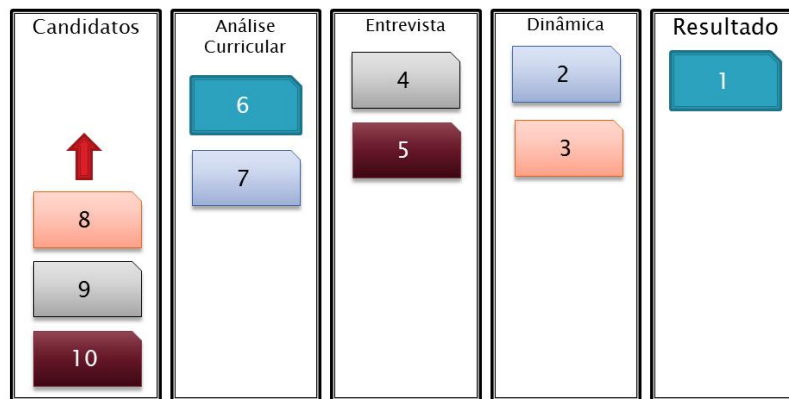 Candidatos
8
9
10
Análise
Curricular
6
7
Entrevista
4
5
Dinâmica
2
3
Resultado
1